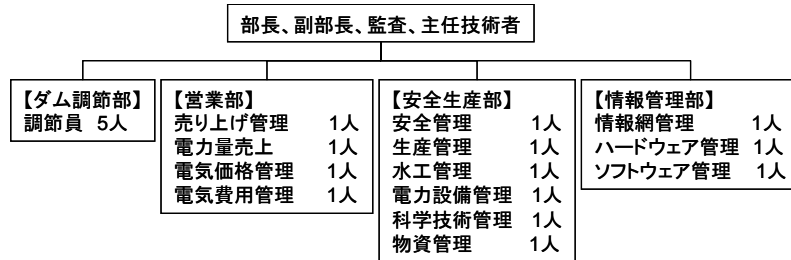 部長、副部長、監査、主任技術者
【ダム調節部】
調節員 5人
【営業部】
売り上げ管理 1人
電力量売上 1人
電気価格管理 1人
電気費用管理 1人
【安全生産部】
安全管理 1人
生産管理 1人
水工管理 1人
電力設備管理 1人
科学技術管理 1人
物資管理 1人
【情報管理部】
情報網管理 1人
ハードウェア管理 1人
ソフトウェア管理 1人